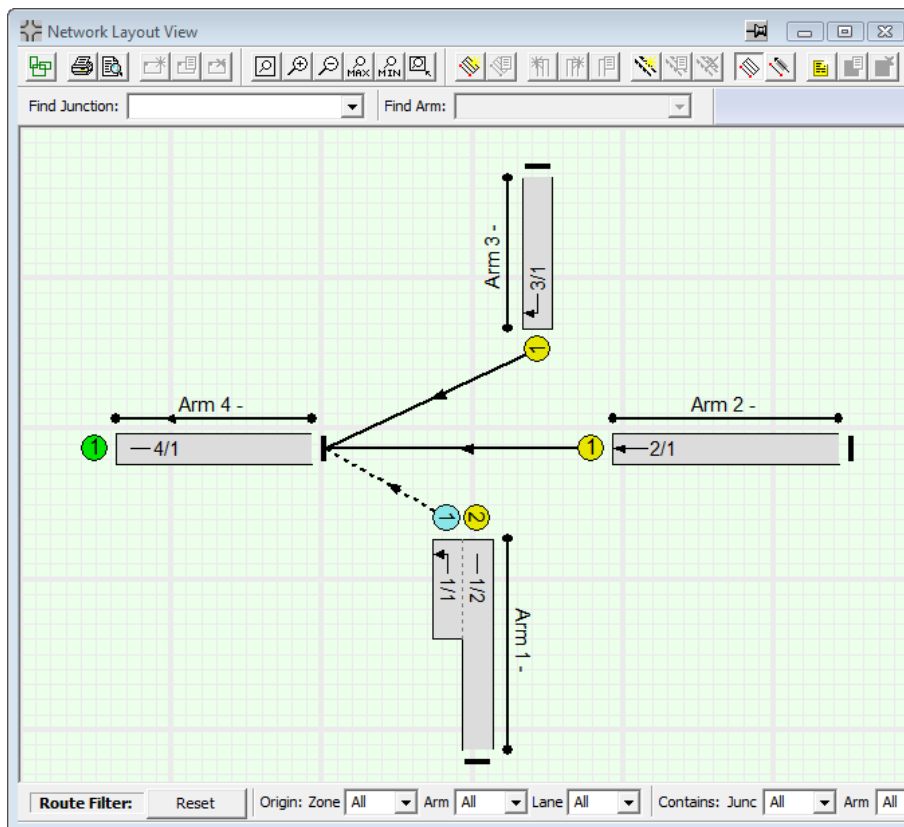 Network Layout View
MAX MIN
Find Junction: Find Arm:
Arm 3 -
3/1
1
Arm 4 -
Arm 2 -
1
4/1
1
2/1
1
2
1/1
1/2
Arm 1 -
Route Filter: Reset Origin: Zone All Arm All Lane All Contains: Junc All Arm All